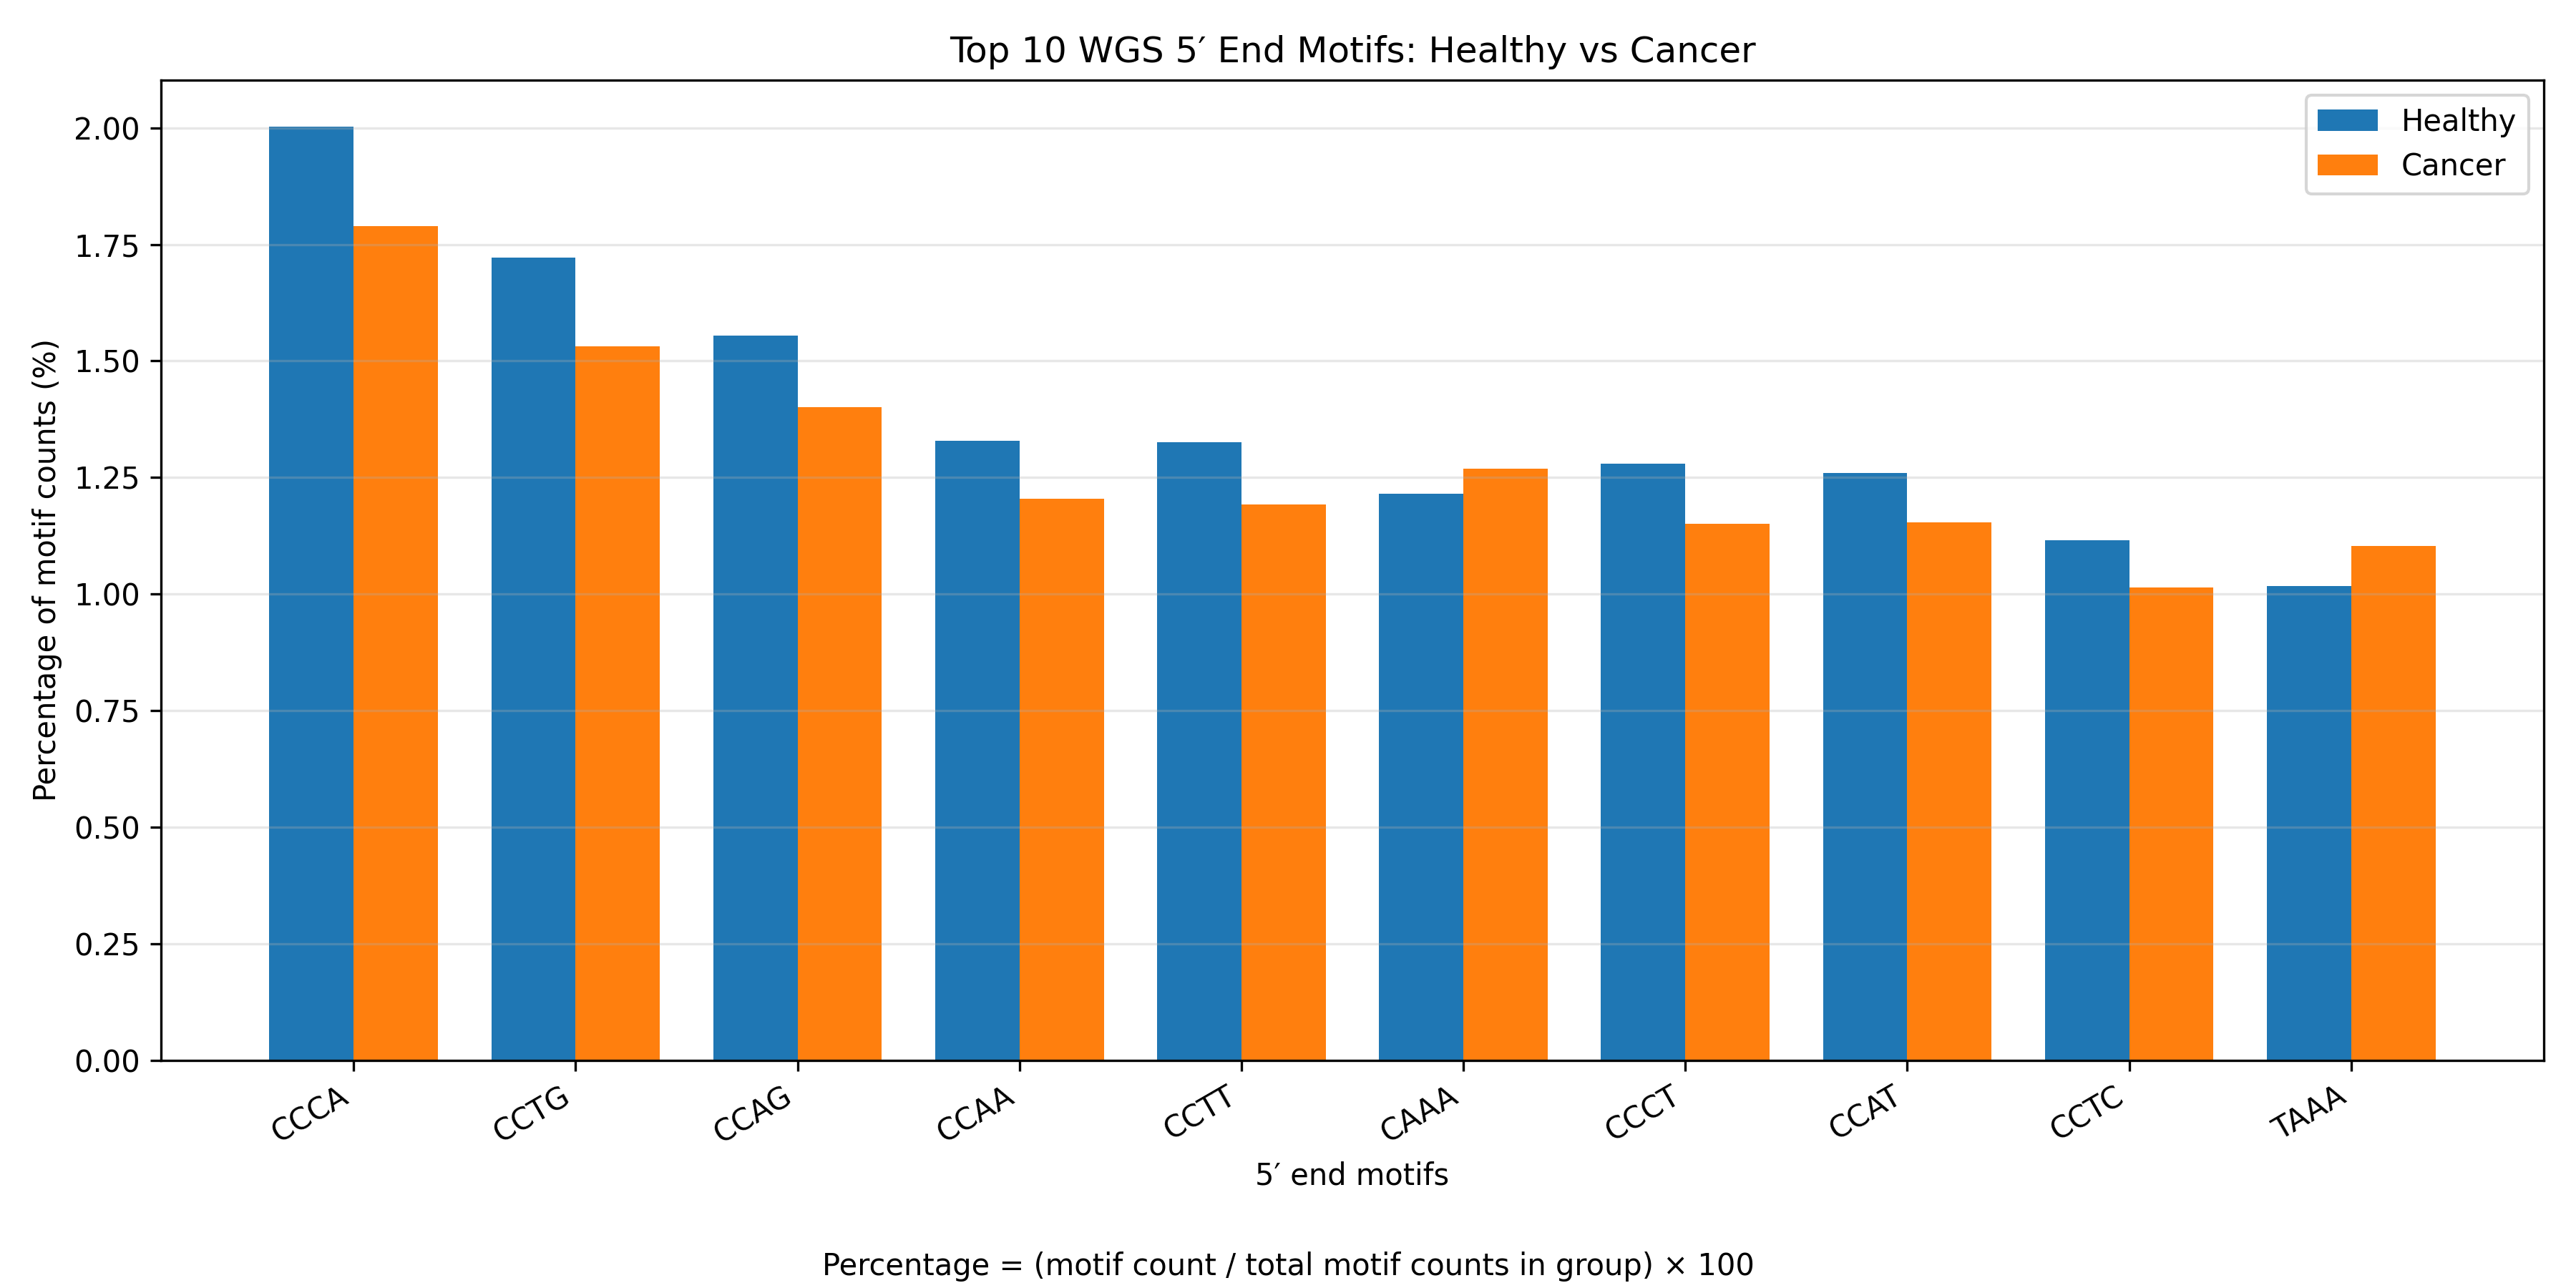 Top 10 WGS 5′ End Motifs: Healthy vs Cancer
Healthy
Cancer
Percentage of motif counts (%)
2.00
1.75
1.50
1.25
1.00
0.75
0.50
0.25
0.00
CCCA
CCTG
CCAG
CCAA
CCTT
CAAA
CCCT
CCAT
CCTC
TAAA
5′ end motifs
Percentage = (motif count / total motif counts in group) × 100